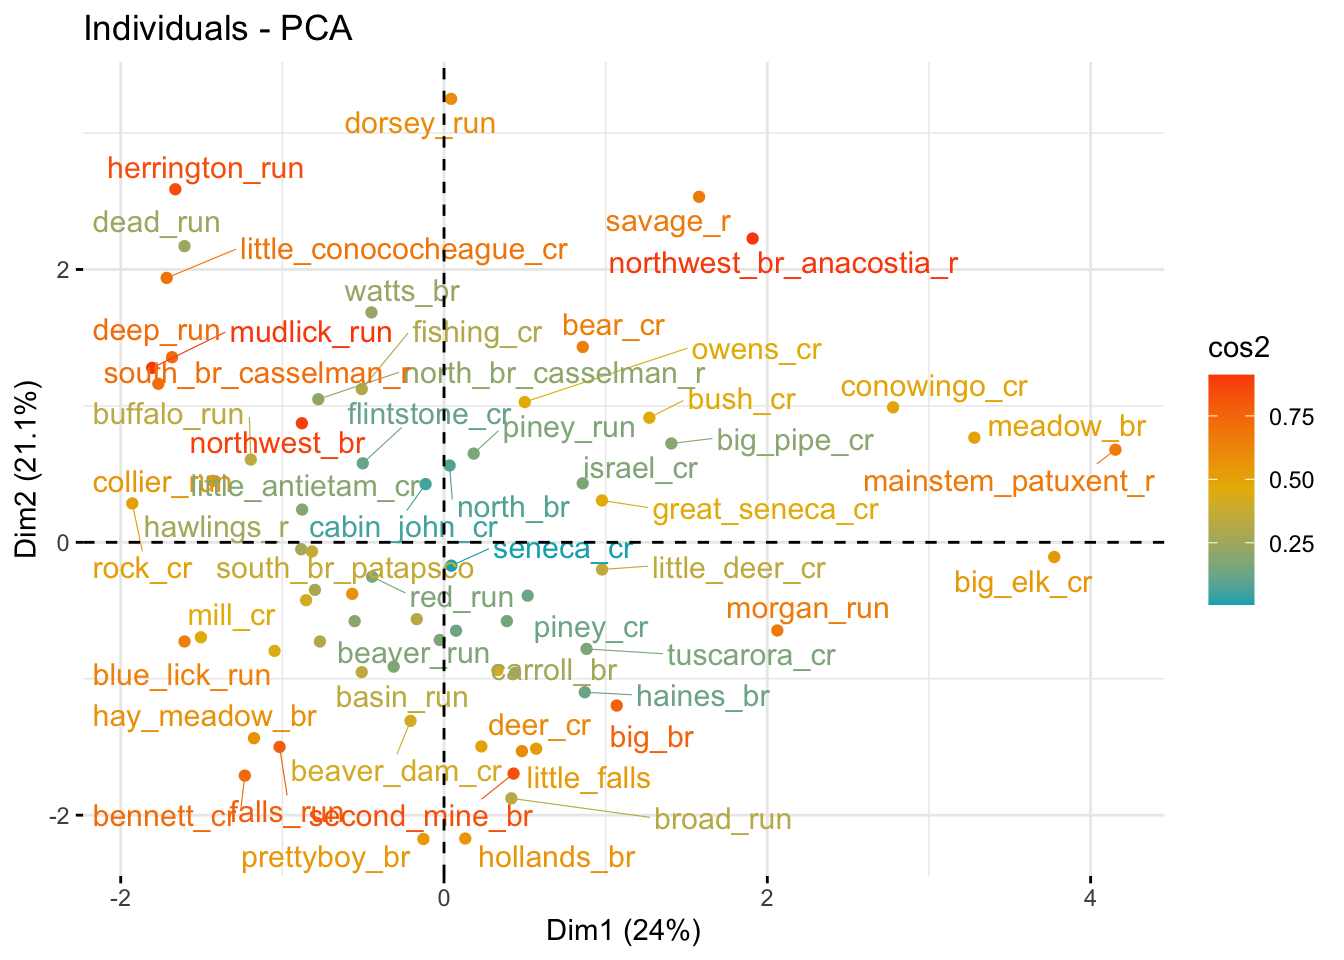 Individuals - PCA
dorsey_run
herrington_run
dead_run
savage_r
little_conococheague_cr
northwest_br_anacostia_r
2
watts_br
deep_run
mudlick_run
fishing_cr
bear_cr
owens_cr
cos2
south_br_casselman_r
north_br_casselman_r
conowingo_cr
bush_cr
0.75
buffalo_run
flintstone_cr
piney_run
meadow_br
northwest_br
big_pipe_cr
israel_cr
collier_run
little_antietam_cr
mainstem_patuxent_r
0.50
north_br
great_seneca_cr
hawlings_r
cabin_john_cr
Dim2 (21.1%)
0
seneca_cr
0.25
rock_cr
south_br_patapsco
little_deer_cr
big_elk_cr
red_run
morgan_run
mill_cr
piney_cr
beaver_run
tuscarora_cr
blue_lick_run
carroll_br
basin_run
haines_br
hay_meadow_br
deer_cr
big_br
beaver_dam_cr
little_falls
-2
bennett_cr
falls_run
second_mine_br
broad_run
prettyboy_br
hollands_br
-2
0
2
4
Dim1 (24%)